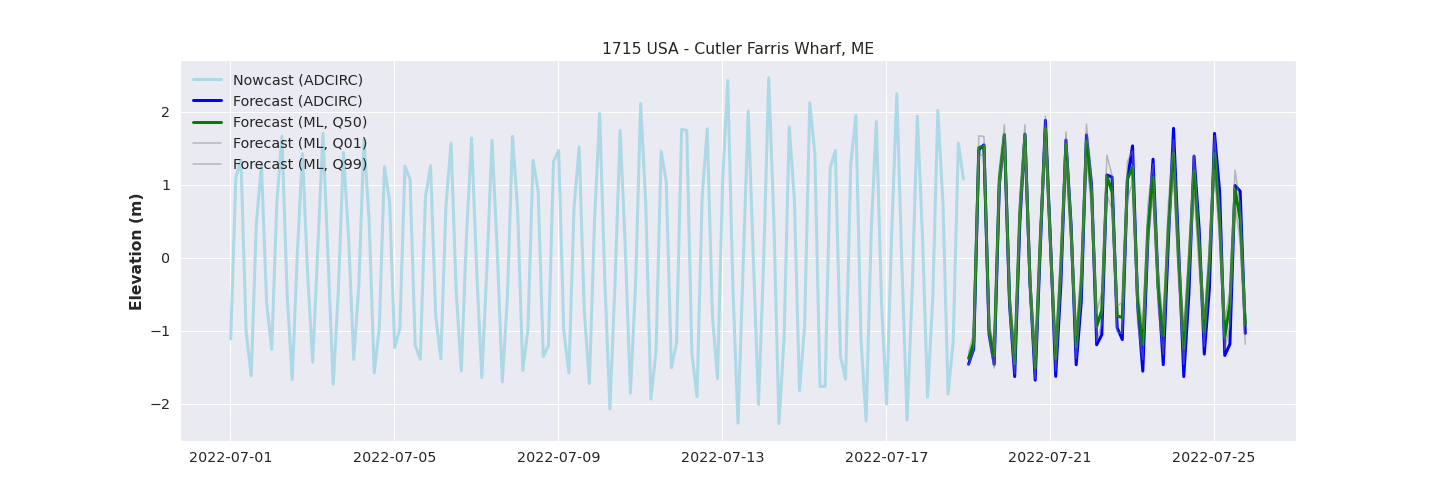 1715 USA - Cutler Farris Wharf, ME
Nowcast (ADCIRC)
Forecast (ADCIRC)
Forecast (ML, Q50)
Forecast (ML, Q01)
Forecast (ML, Q99)
Elevation (m)
2
1
0
−1
−2
2022-07-01 2022-07-05 2022-07-09 2022-07-13 2022-07-17 2022-07-21 2022-07-25